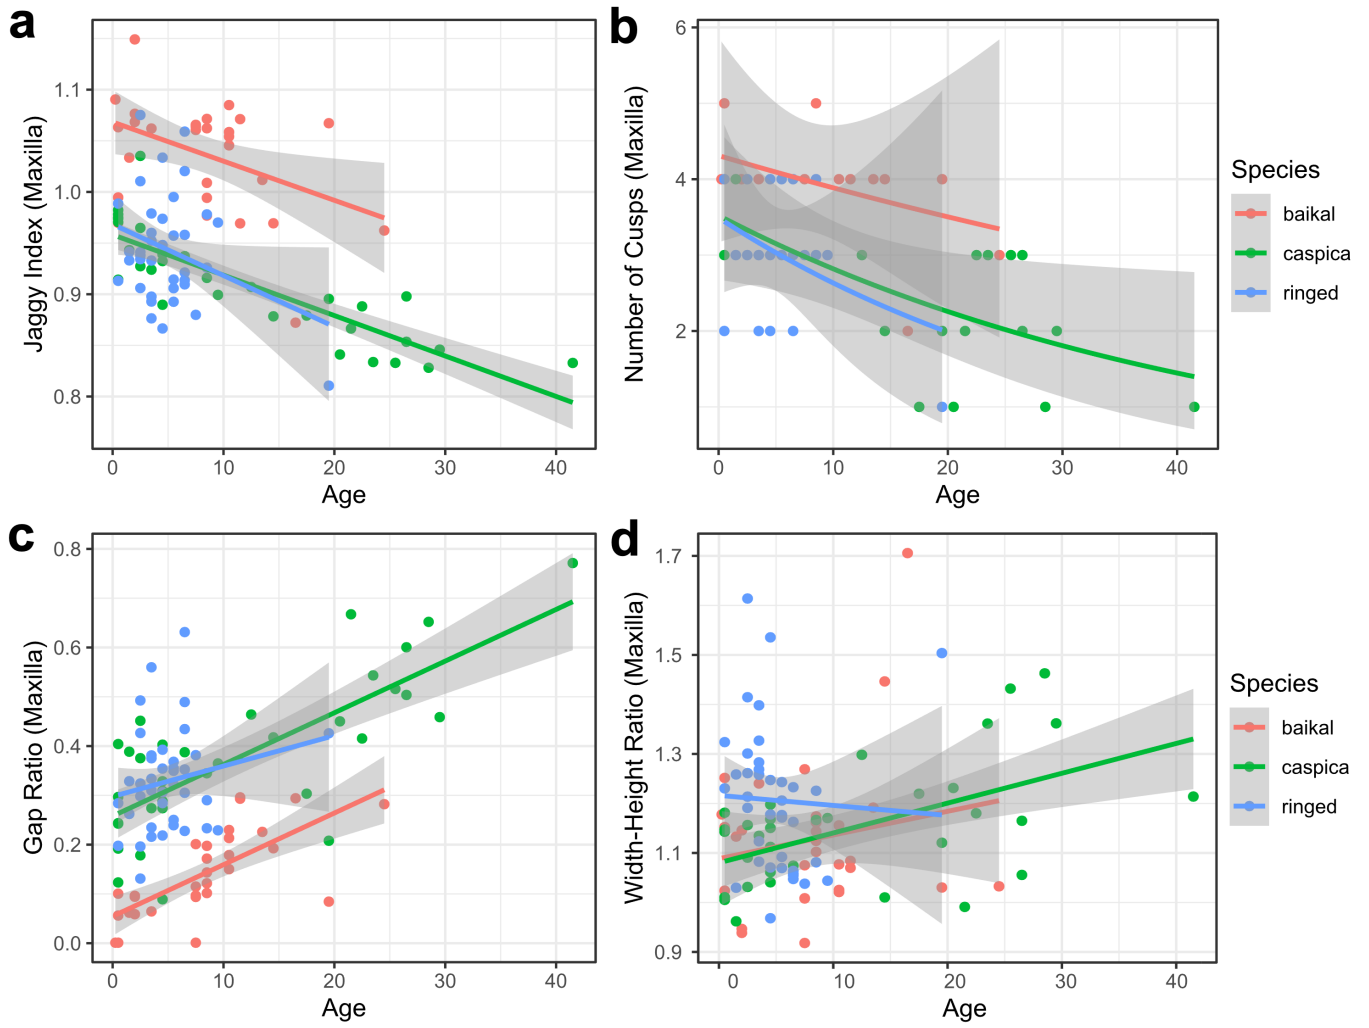 a
Jaggy Index (Maxilla)
1.1
1.0
0.9
0.8
0 10 20 30 40
Age
b
Number of Cusps (Maxilla)
6
4
2
0 10 20 30 40
Age
Species
baikal
caspica
ringed
c
Gap Ratio (Maxilla)
0.8
0.6
0.4
0.2
0.0
0 10 20 30 40
Age
d
Width-Height Ratio (Maxilla)
1.7
1.5
1.3
1.1
0.9
0 10 20 30 40
Age
Species
baikal
caspica
ringed